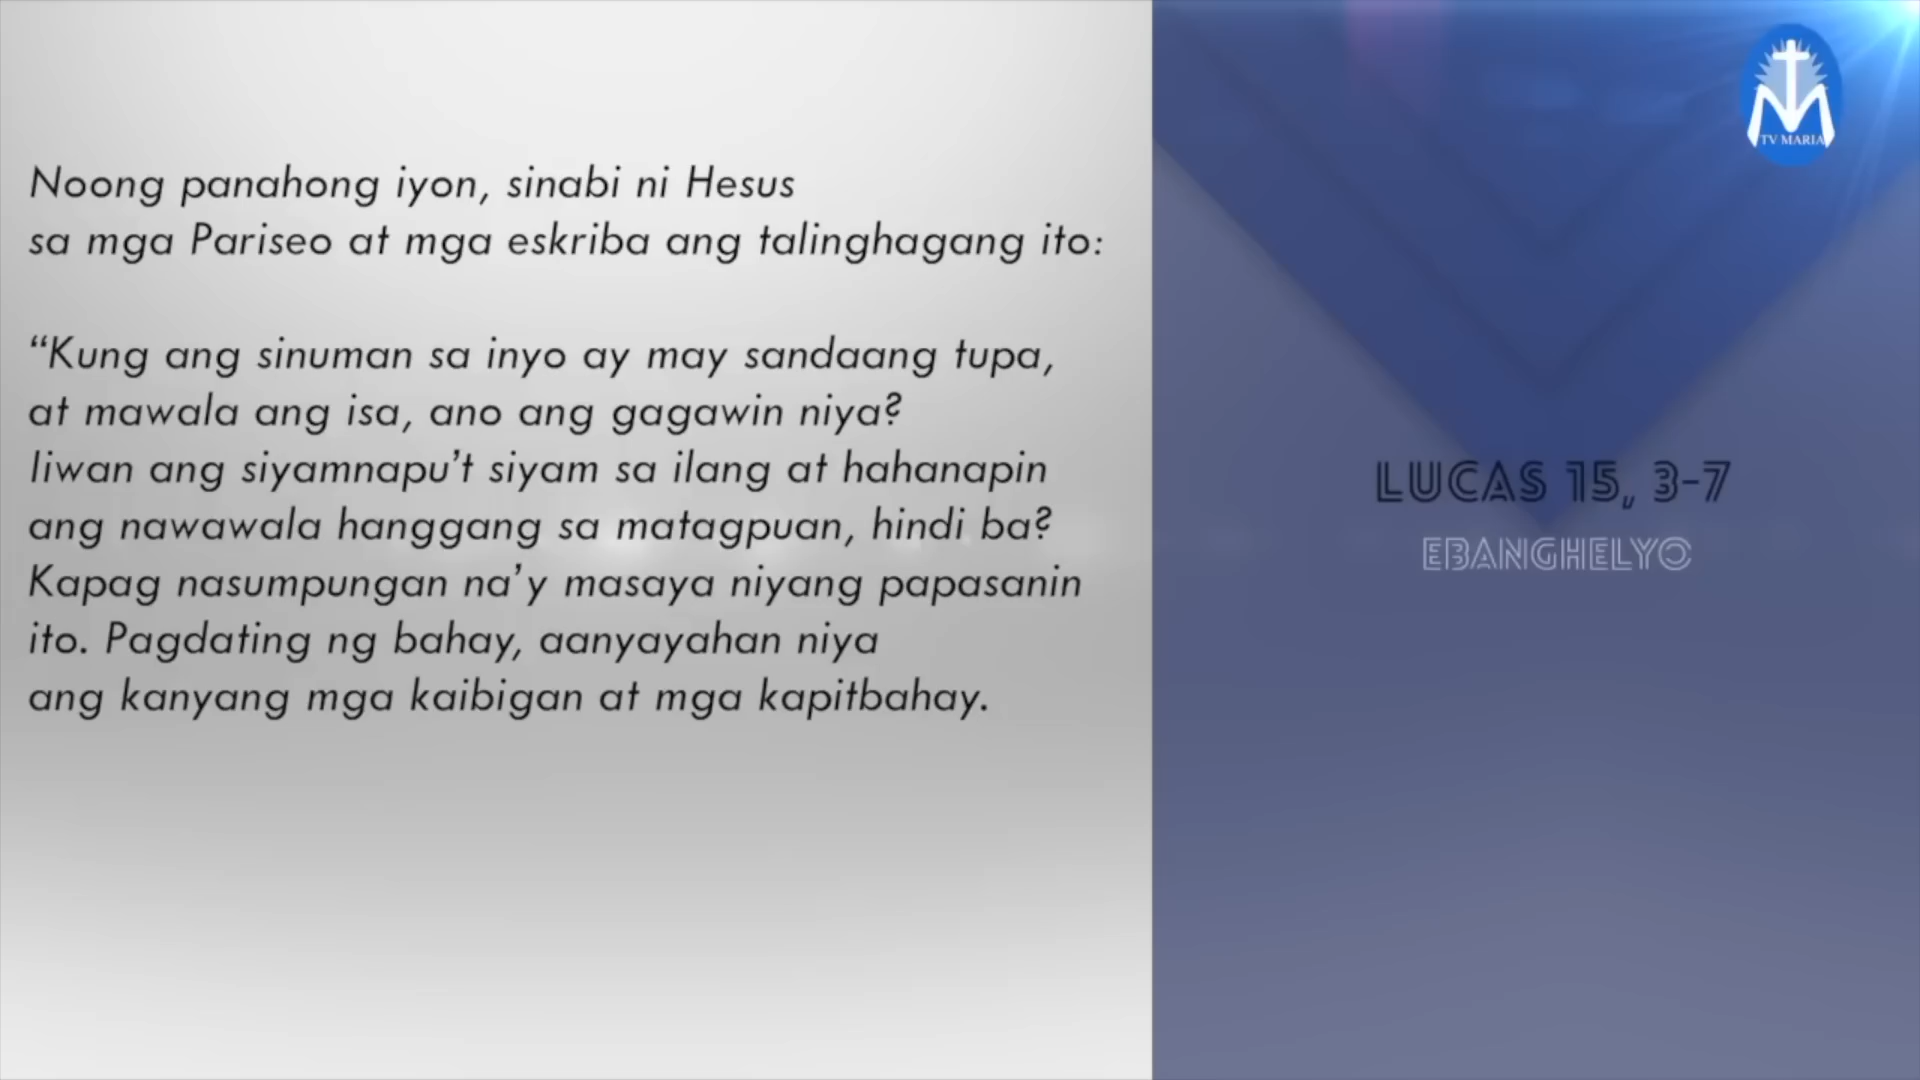 Noong panahong iyon, sinabi ni Hesus
sa mga Pariseo at mga eskriba ang talinghagang ito:
“Kung ang sinuman sa inyo ay may sandaang tupa,
at mawala ang isa, ano ang gagawin niya?
Iiwan ang siyamnapu’t siyam sa ilang at hahanapin
ang nawawala hanggang sa matagpuan, hindi ba?
Kapag nasumpungan na’y masaya niyang papasanin
ito. Pagdating ng bahay, aanyayahan niya
ang kanyang mga kaibigan at mga kapitbahay.
TV MARIA
LUCAS 15, 3-7
EBANGHELYO